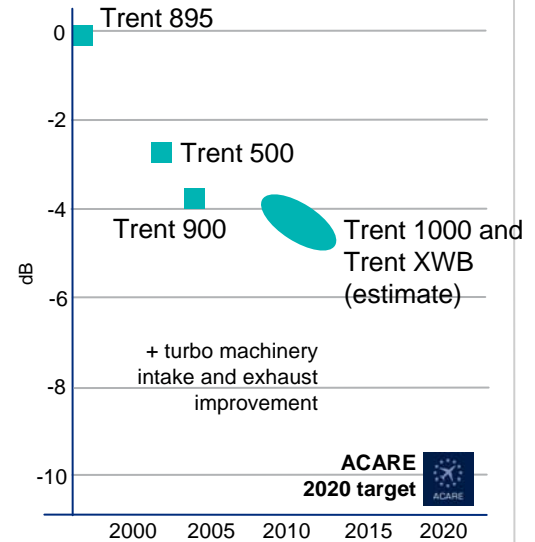 Trent 895
0
-2
Trent 500
-4
Trent 900
Trent 1000 and
Trent XWB
(estimate)
dB
-6
+ turbo machinery
intake and exhaust
improvement
-8
ACARE
2020 target
-10
ACARE
2000 2005 2010 2015 2020